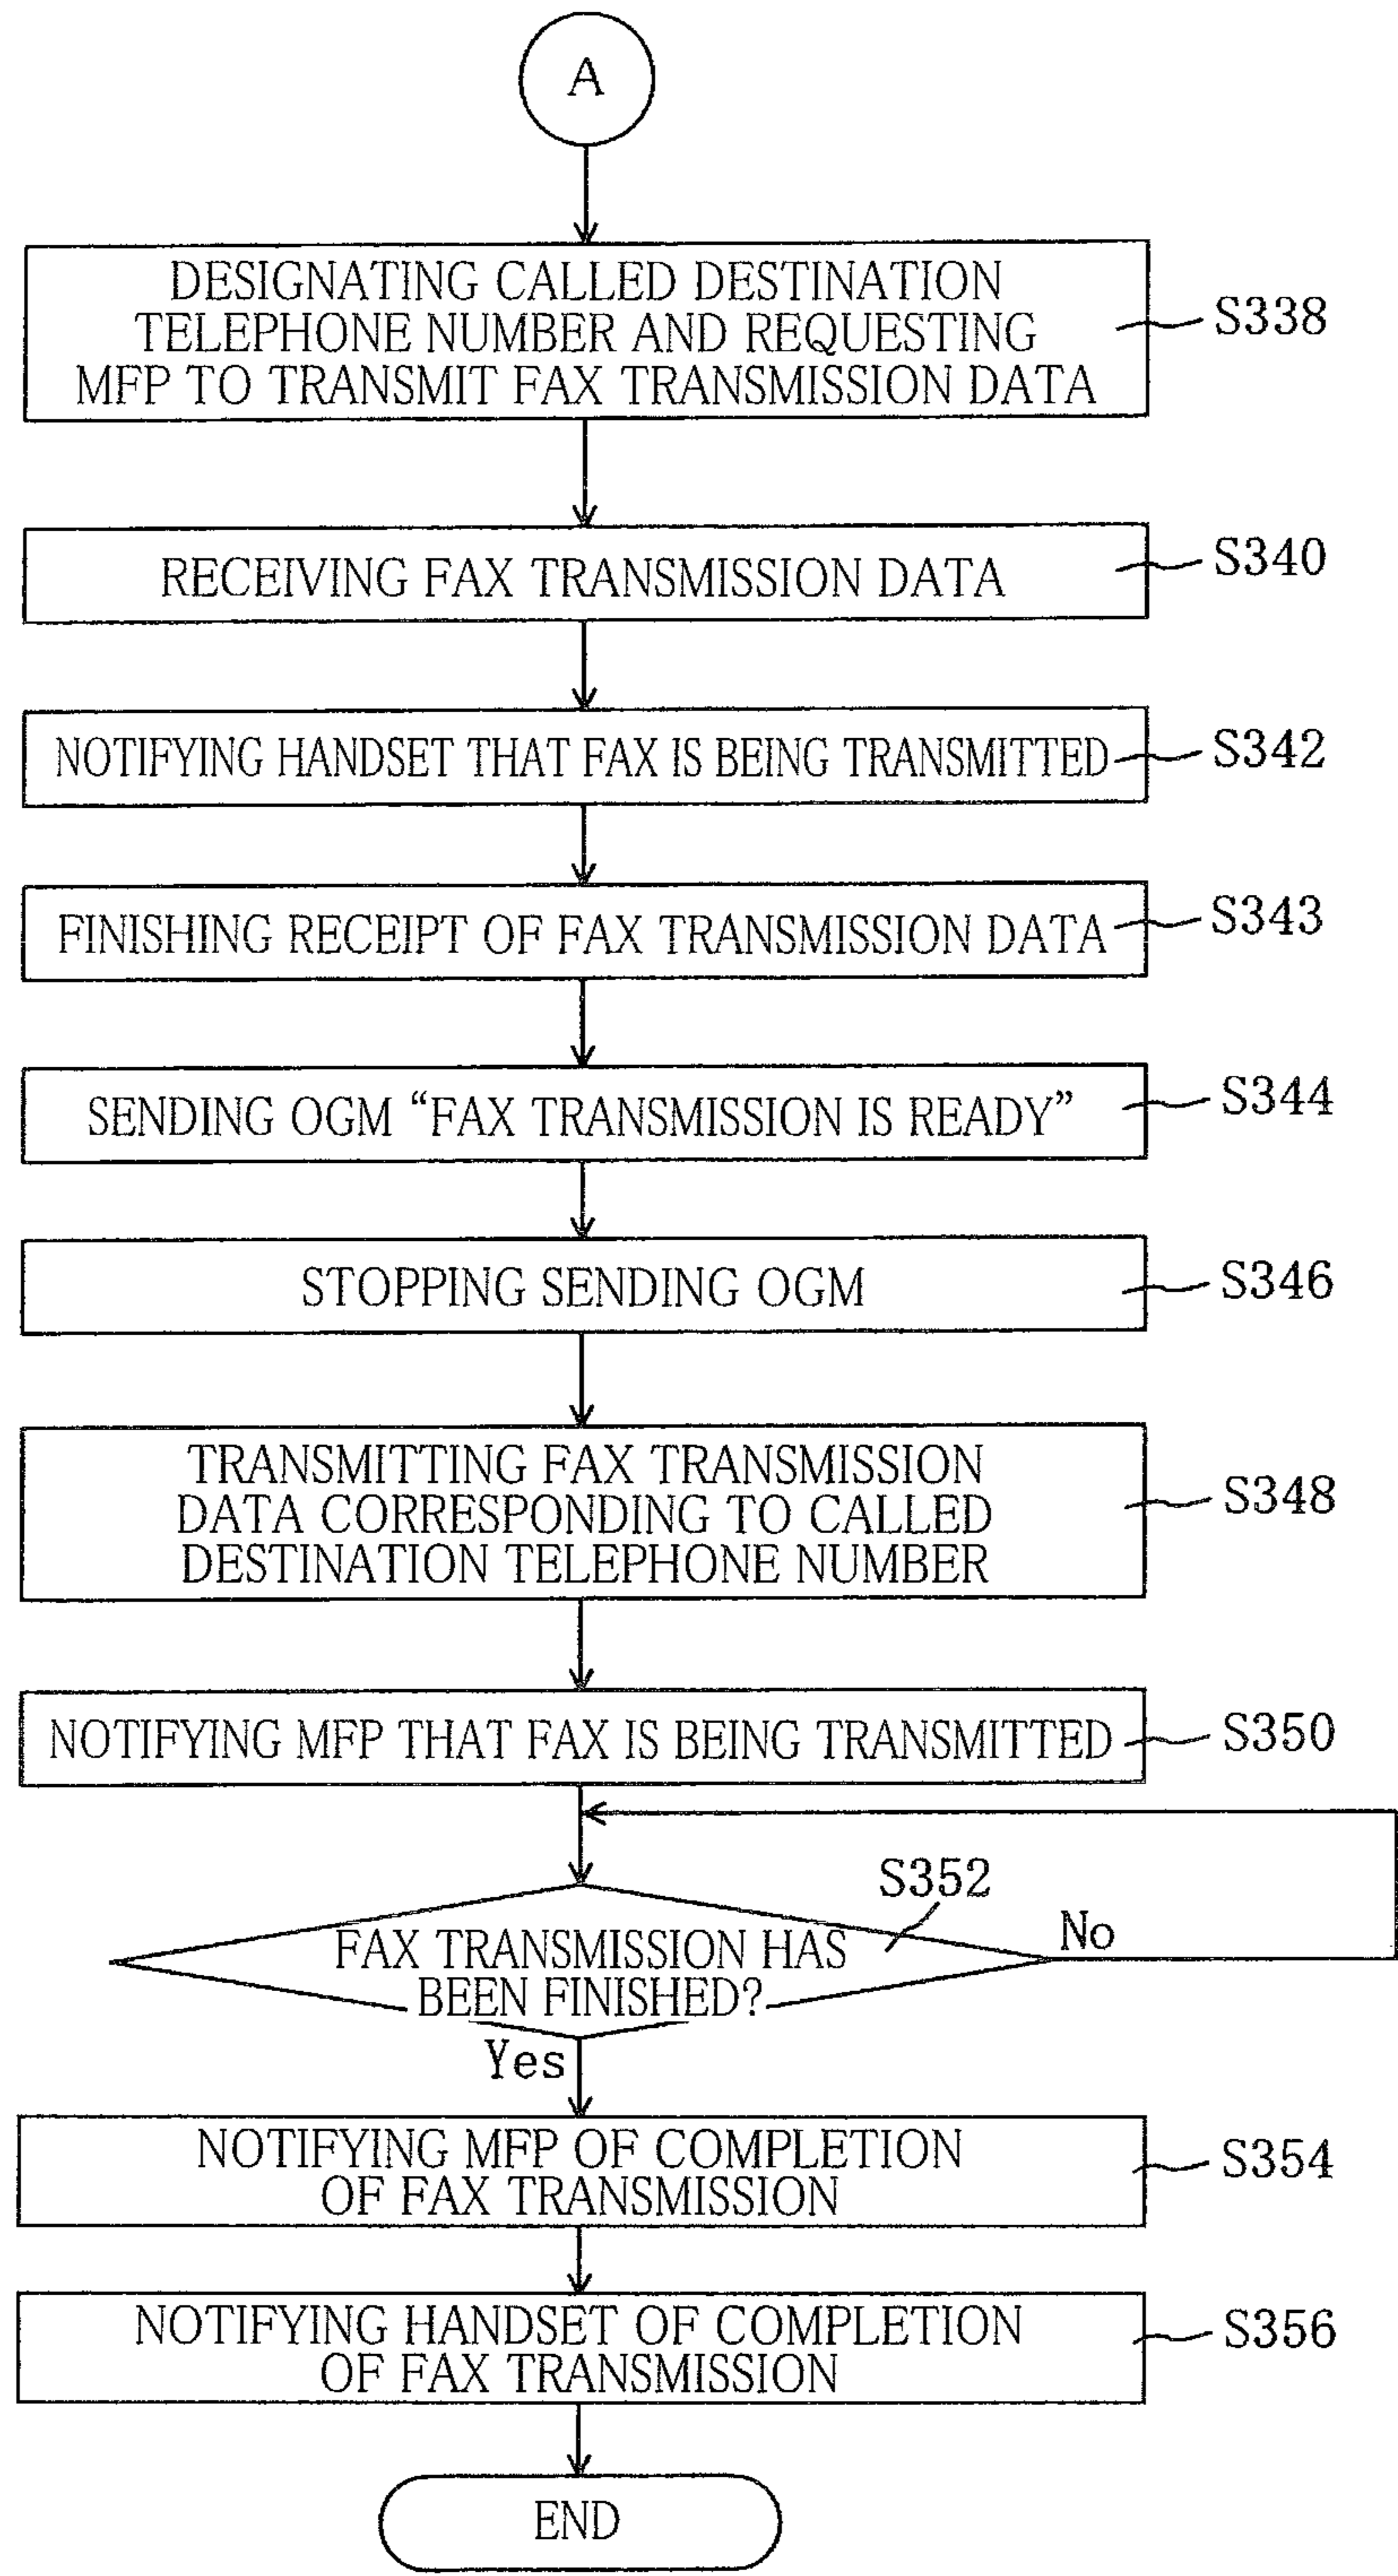 A
DESIGNATING CALLED DESTINATION
TELEPHONE NUMBER AND REQUESTING
MFP TO TRANSMIT FAX TRANSMISSION DATA
S338
RECEIVING FAX TRANSMISSION DATA
S340
NOTIFYING HANDSET THAT FAX IS BEING TRANSMITTED
S342
FINISHING RECEIPT OF FAX TRANSMISSION DATA
S343
SENDING OGM “FAX TRANSMISSION IS READY”
S344
STOPPING SENDING OGM
S346
TRANSMITTING FAX TRANSMISSION
DATA CORRESPONDING TO CALLED
DESTINATION TELEPHONE NUMBER
S348
NOTIFYING MFP THAT FAX IS BEING TRANSMITTED
S350
S352
FAX TRANSMISSION HAS
BEEN FINISHED?
No
Yes
NOTIFYING MFP OF COMPLETION
OF FAX TRANSMISSION
S354
NOTIFYING HANDSET OF COMPLETION
OF FAX TRANSMISSION
S356
END